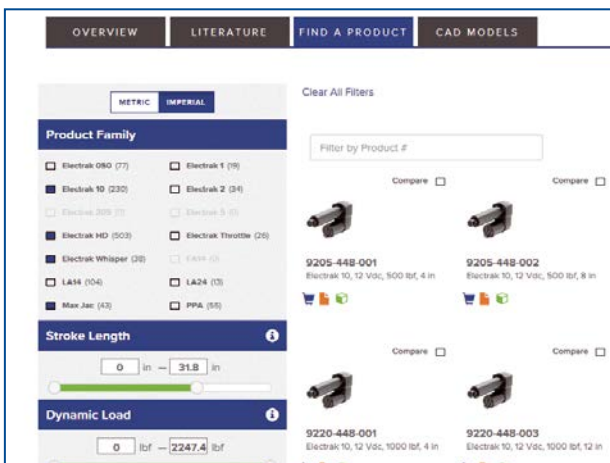 OVERVIEW LITERATURE FIND A PRODUCT CAD MODELS
METRIC IMPERIAL
Clear All Filters
Product Family
Filter by Product #
Electrak 050 (77) Electrak 1 (19)
Electrak 10 (230) Electrak 2 (34)
Electrak HD (503) Electrak Throttle (26)
Electrak Whisper (38)
LA14 (104) LA24 (13)
Max Jac (43) PPA (55)
Compare Compare
9205-448-001 9205-448-002
Electrak 10, 12 Vdc, 500 lbf, 4 in Electrak 10, 12 Vdc, 500 lbf, 8 in
Stroke Length
0 in – 31.8 in
Compare Compare
Dynamic Load
0 lbf – 2247.4 lbf
9220-448-001 9220-448-003
Electrak 10, 12 Vdc, 1000 lbf, 4 in Electrak 10, 12 Vdc, 1000 lbf, 12 in